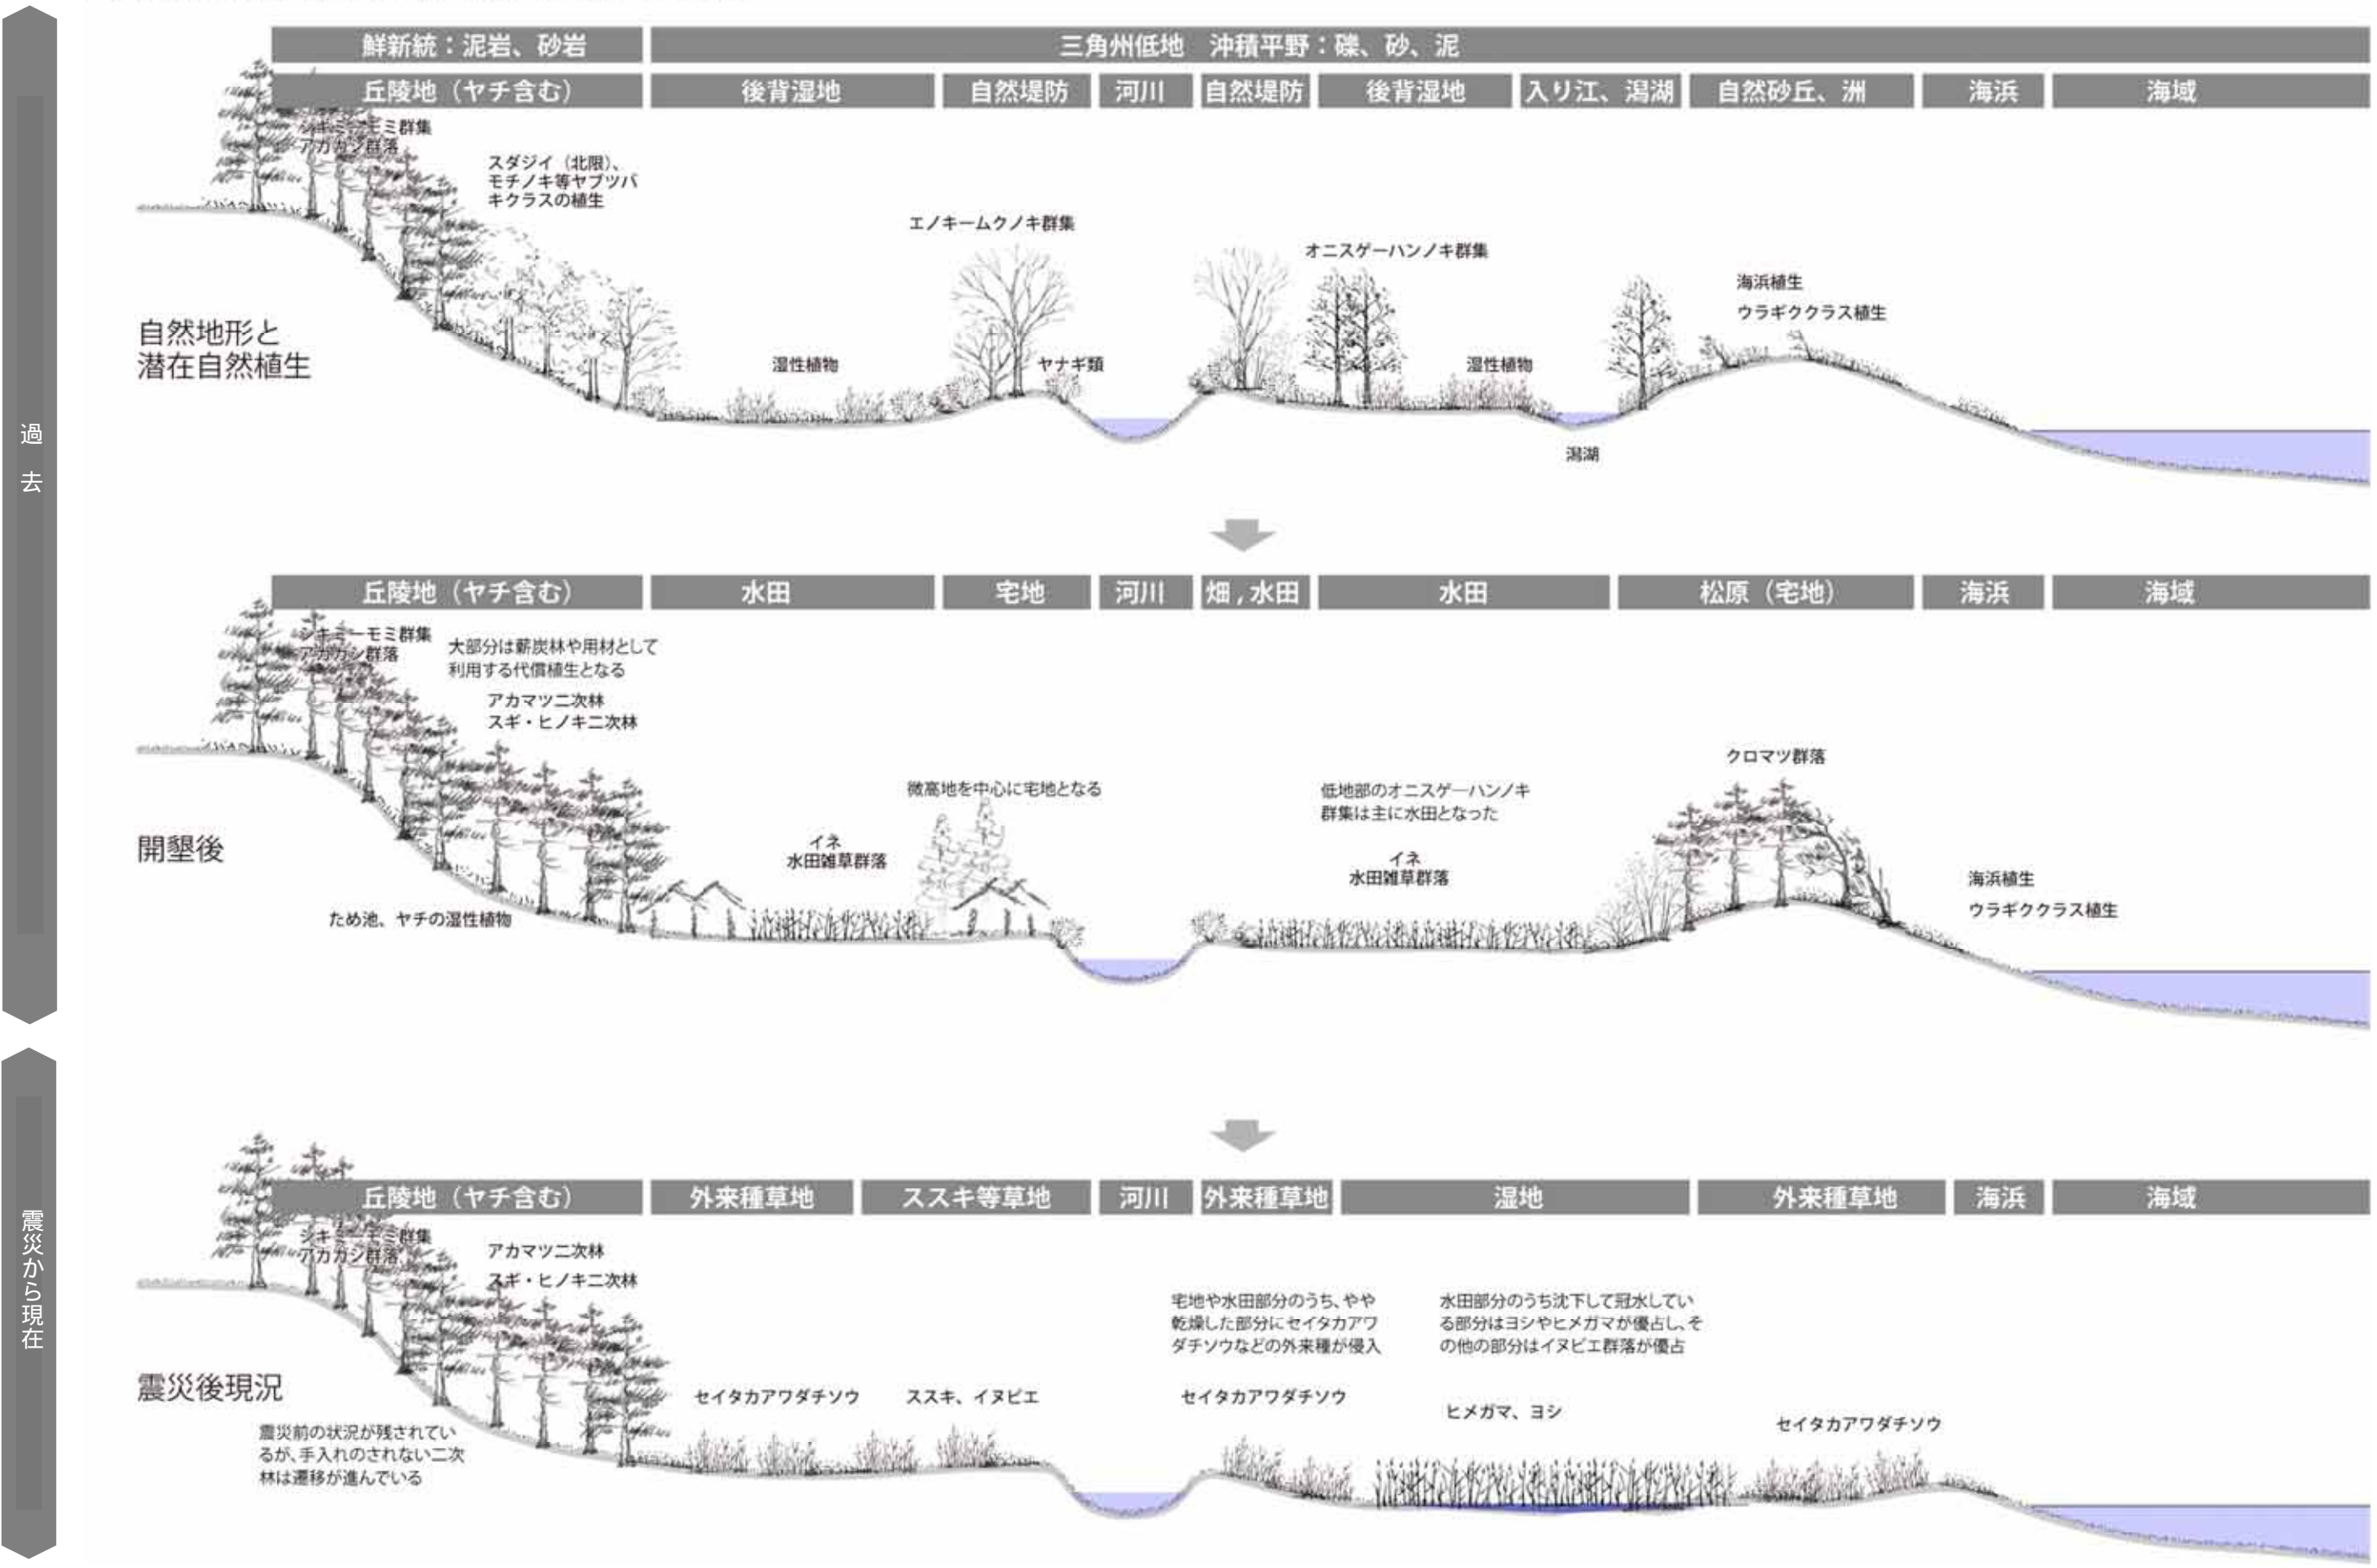 過去
鮮新統：泥岩、砂岩
三角州低地　沖積平野：礫、砂、泥
丘陵地（ヤチ含む）
後背湿地
自然堤防
河川
自然堤防
後背湿地
入り江、潟湖
自然砂丘、洲
海浜
海域
シキミーモミ群集
アカガシ群落
スダジイ（北限）、
モチノキ等ヤブツバ
キクラスの植生
エノキームクノキ群集
オニスゲーハンノキ群集
海浜植生
ウラギククラス植生
自然地形と
潜在自然植生
湿性植物
ヤナギ類
湿性植物
潟湖
丘陵地（ヤチ含む）
水田
宅地
河川
畑，水田
水田
松原（宅地）
海浜
海域
シキミーモミ群集
アカガシ群落
大部分は薪炭林や用材として
利用する代償植生となる
アカマツ二次林
スギ・ヒノキ二次林
クロマツ群落
微高地を中心に宅地となる
低地部のオニスゲーハンノキ
群集は主に水田となった
開墾後
イネ
水田雑草群落
イネ
水田雑草群落
海浜植生
ウラギククラス植生
ため池、ヤチの湿性植物
震災から現在
丘陵地（ヤチ含む）
外来種草地
ススキ等草地
河川
外来種草地
湿地
外来種草地
海浜
海域
シキミーモミ群集
アカガシ群落
アカマツ二次林
スギ・ヒノキ二次林
宅地や水田部分のうち、やや
乾燥した部分にセイタカアワ
ダチソウなどの外来種が侵入
水田部分のうち沈下して冠水してい
る部分はヨシやヒメガマが優占し、そ
の他の部分はイヌビエ群落が優占
震災後現況
セイタカアワダチソウ
ススキ、イヌビエ
セイタカアワダチソウ
ヒメガマ、ヨシ
セイタカアワダチソウ
震災前の状況が残されてい
るが、手入れのされない二次
林は遷移が進んでいる